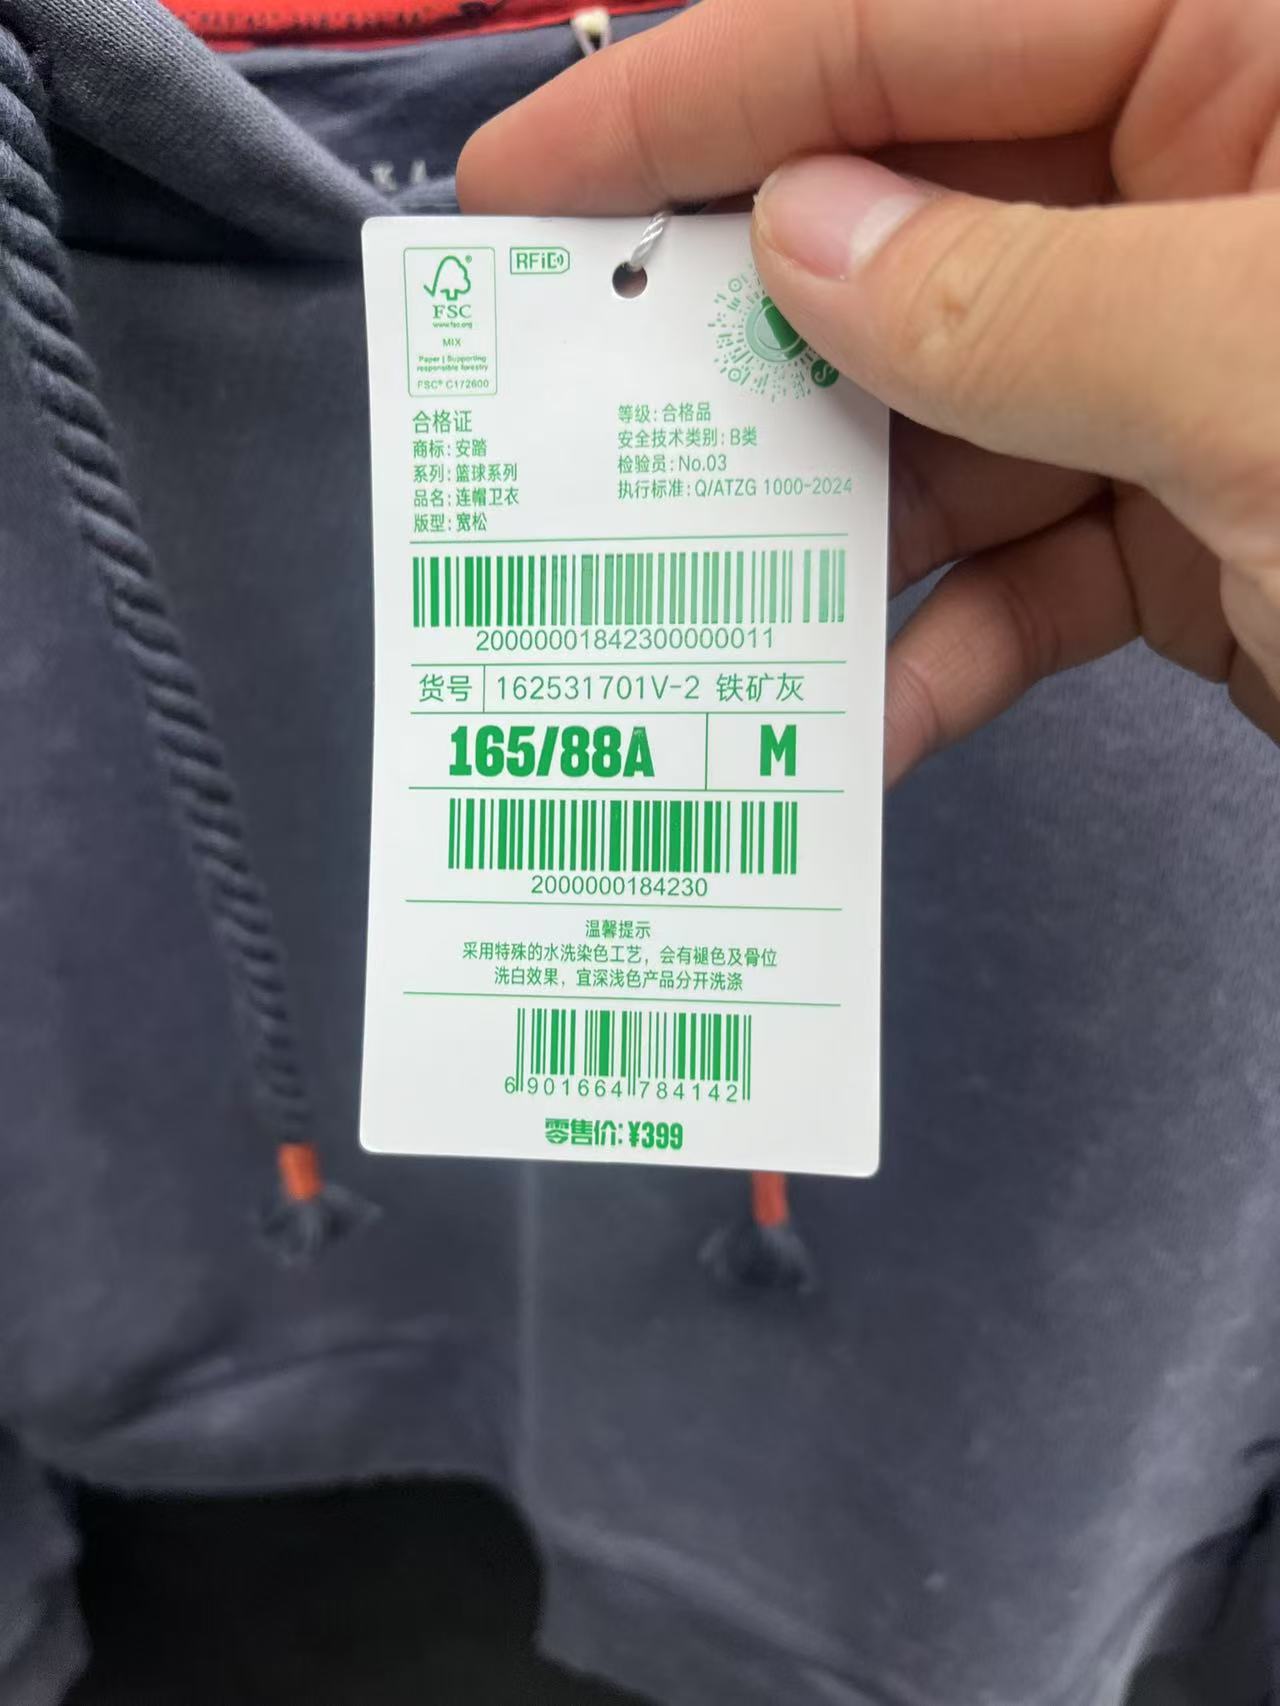 RFiD
FSC®
www.fsc.org
MIX
Paper | Supporting
responsible forestry
FSC® C172600
合格证
商标:安踏
系列:篮球系列
品名:连帽卫衣
版型:宽松
等级:合格品
安全技术类别:B类
检验员:No.03
执行标准:Q/ATZG 1000-2024
20000001842300000011
货号 162531701V-2 铁矿灰
165/88A M
2000000184230
温馨提示
采用特殊的水洗染色工艺，会有褪色及骨位
洗白效果，宜深浅色产品分开洗涤
6901664784142
零售价:¥399